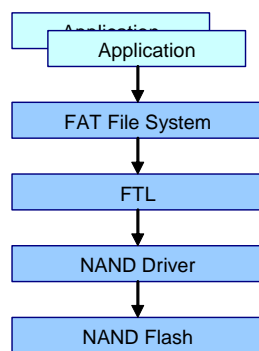 Application
Application
FAT File System
FTL
NAND Driver
NAND Flash